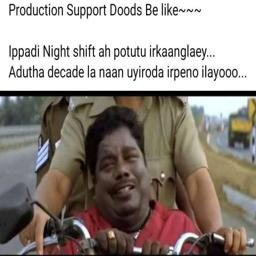 Production Support Doods Be like~~~
Ippadi Night shift ah potutu irkaanglaey...
Adutha decade la naan uyiroda irpeno ilayooo...